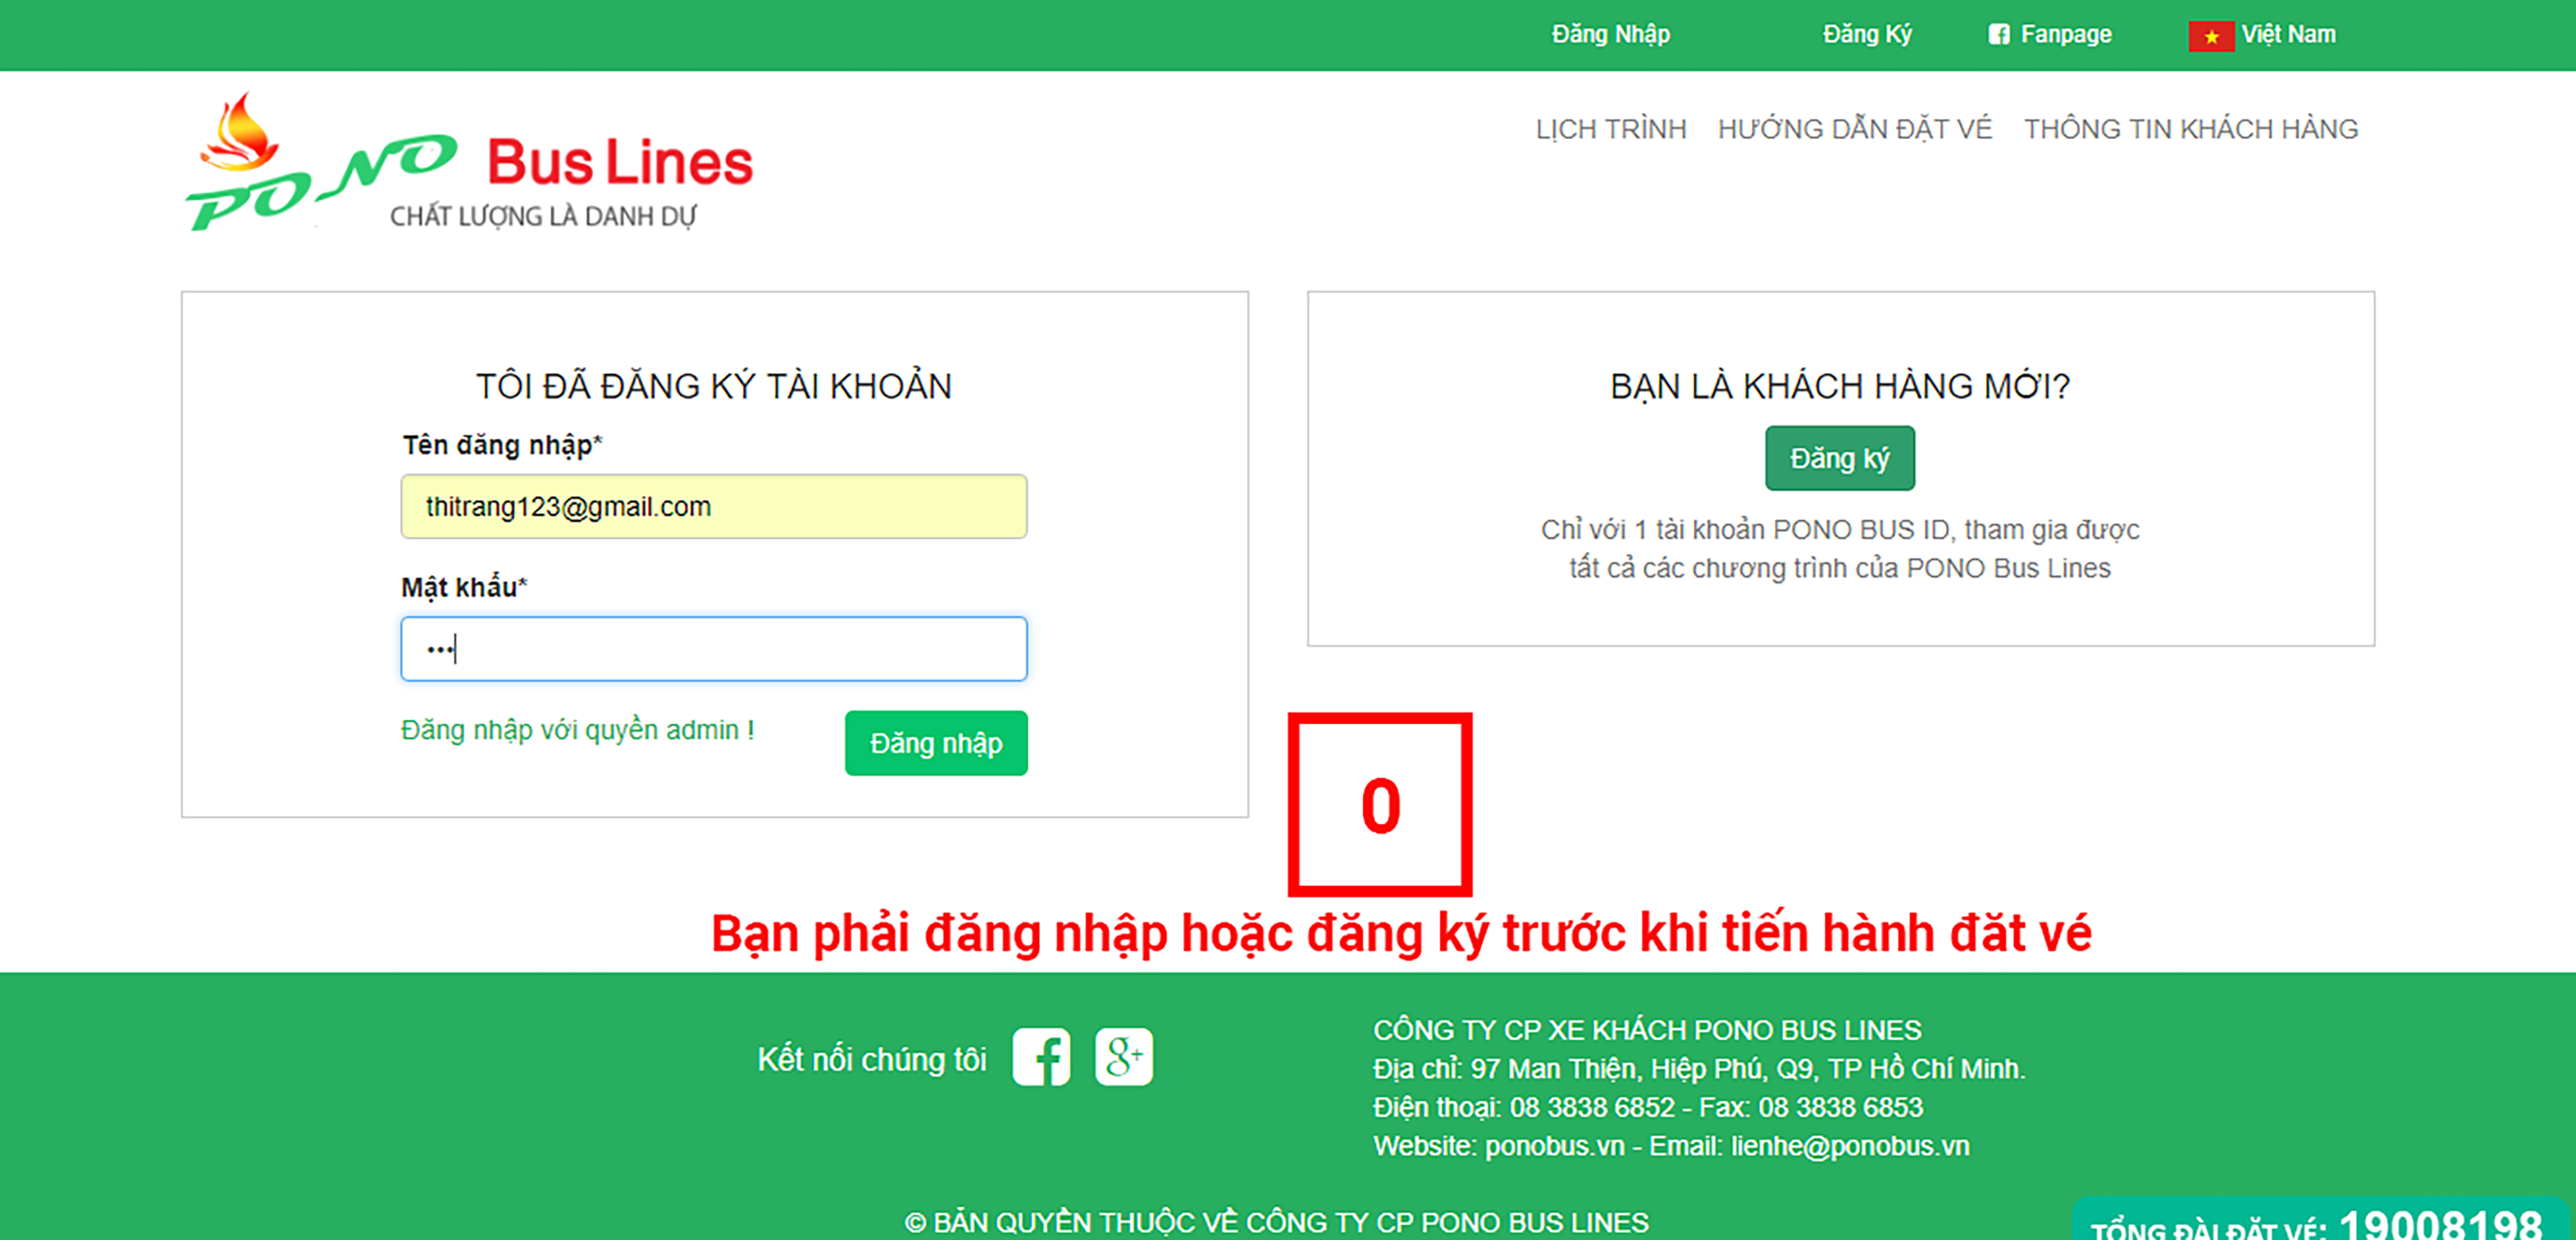 Đăng Nhập
Đăng Ký
Fanpage
Việt Nam
PONO Bus Lines
CHẤT LƯỢNG LÀ DANH DỰ
LỊCH TRÌNH
HƯỚNG DẪN ĐẶT VÉ
THÔNG TIN KHÁCH HÀNG
TÔI ĐÃ ĐĂNG KÝ TÀI KHOẢN
Tên đăng nhập*
thitrang123@gmail.com
Mật khẩu*
•••
Đăng nhập với quyền admin !
Đăng nhập
BẠN LÀ KHÁCH HÀNG MỚI?
Đăng ký
Chỉ với 1 tài khoản PONO BUS ID, tham gia được
tất cả các chương trình của PONO Bus Lines
0
Bạn phải đăng nhập hoặc đăng ký trước khi tiến hành đăt vé
Kết nối chúng tôi
CÔNG TY CP XE KHÁCH PONO BUS LINES
Địa chỉ: 97 Man Thiện, Hiệp Phú, Q9, TP Hồ Chí Minh.
Điện thoại: 08 3838 6852 - Fax: 08 3838 6853
Website: ponobus.vn - Email: lienhe@ponobus.vn
© BẢN QUYỀN THUỘC VỀ CÔNG TY CP PONO BUS LINES
TỔNG ĐÀI ĐẶT VÉ: 19008198